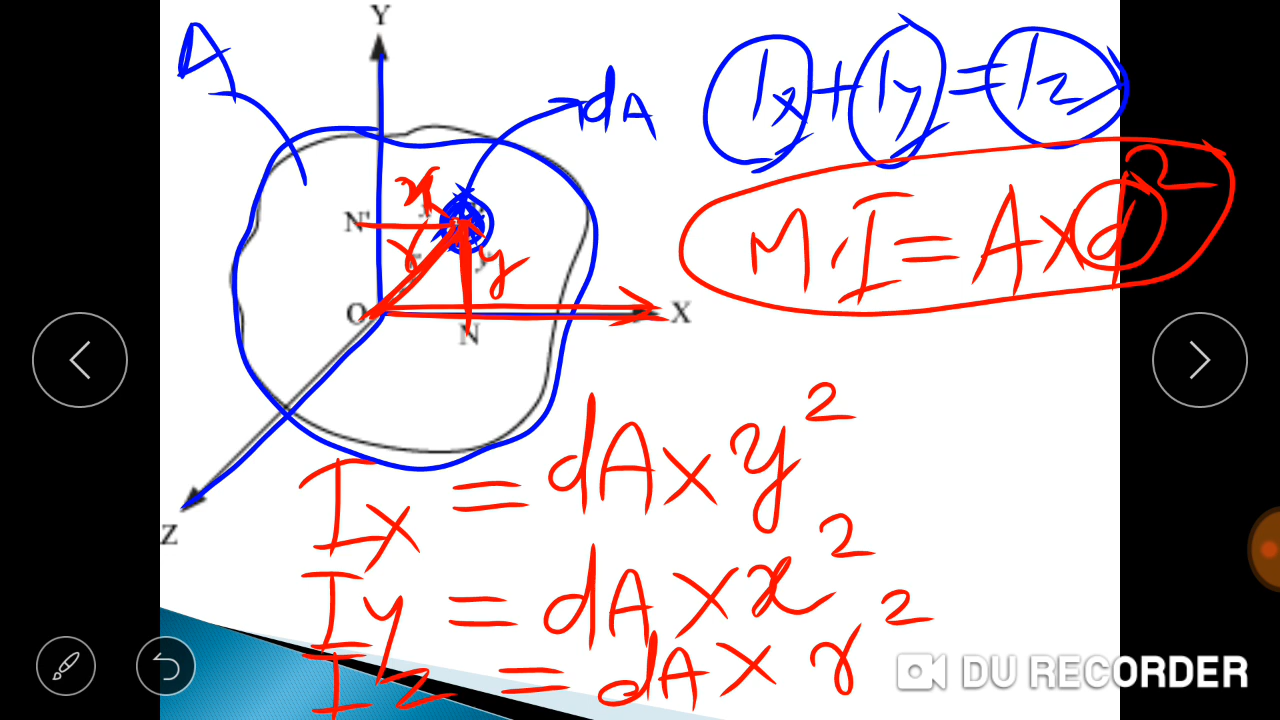 Y
A
dA
Ix + Iy = Iz
x
N'
y
r
y
M.I = A x d²
O
X
N
Z
Ix = dA x y²
Iy = dA x x²
Iz = dA x r²
DU RECORDER